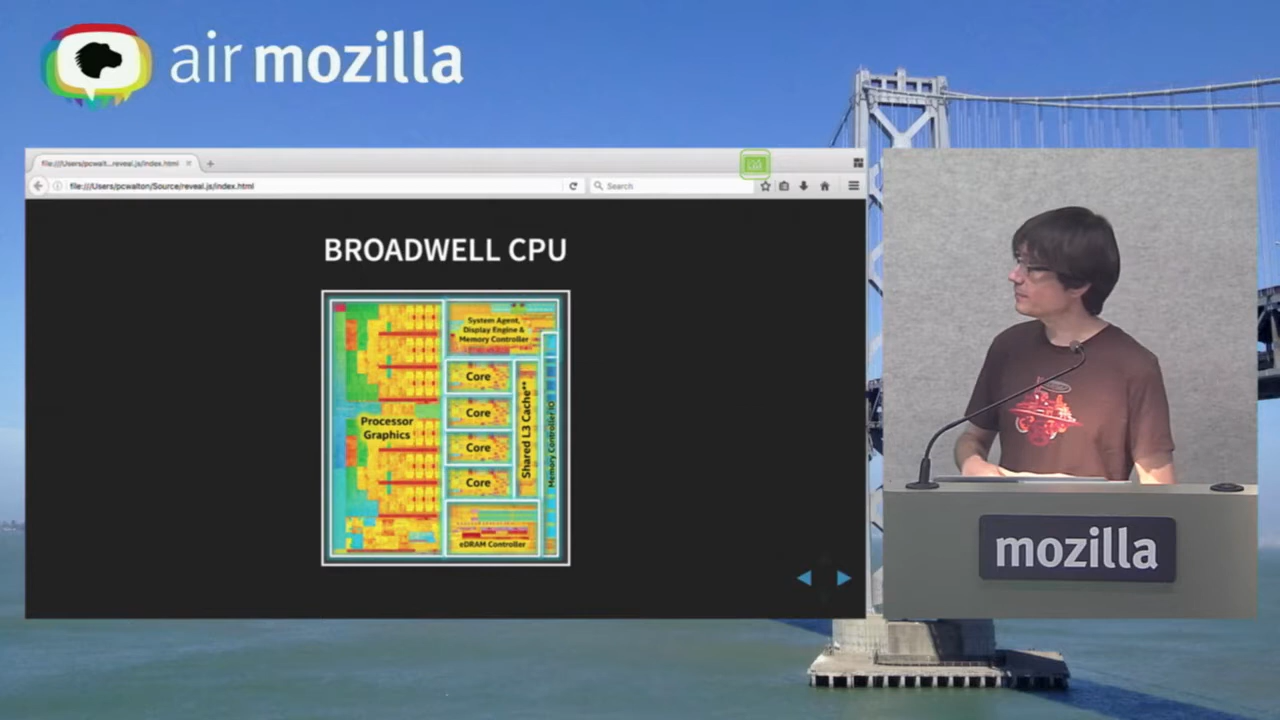 air mozilla
file:///Users/pcwalt...reveal.js/index.html
file:///Users/pcwalton/Source/reveal.js/index.html
Search
BROADWELL CPU
System Agent,
Display Engine &
Memory Controller
Core
Core
Core
Core
Processor
Graphics
Shared L3 Cache**
Memory Controller IO
eDRAM Controller
mozilla